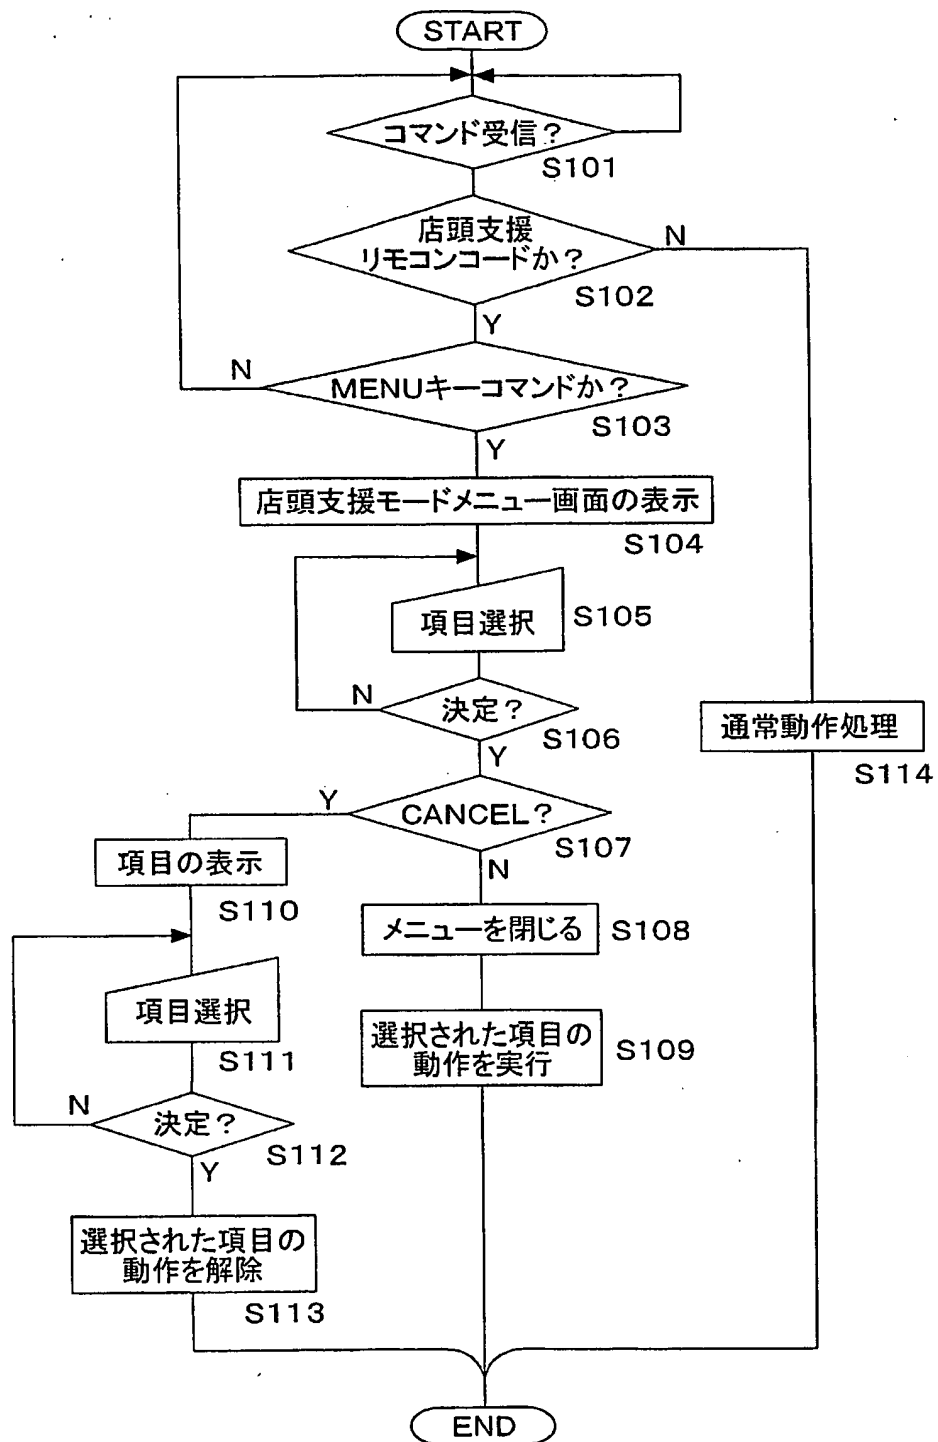 START
コマンド受信？
S101
店頭支援
リモコンコードか？
N
S102
Y
N
MENUキーコマンドか？
S103
Y
店頭支援モードメニュー画面の表示
S104
項目選択
S105
N
決定？
S106
Y
通常動作処理
S114
Y
CANCEL？
S107
N
項目の表示
S110
メニューを閉じる
S108
項目選択
S111
選択された項目の
動作を実行
S109
N
決定？
S112
Y
選択された項目の
動作を解除
S113
END